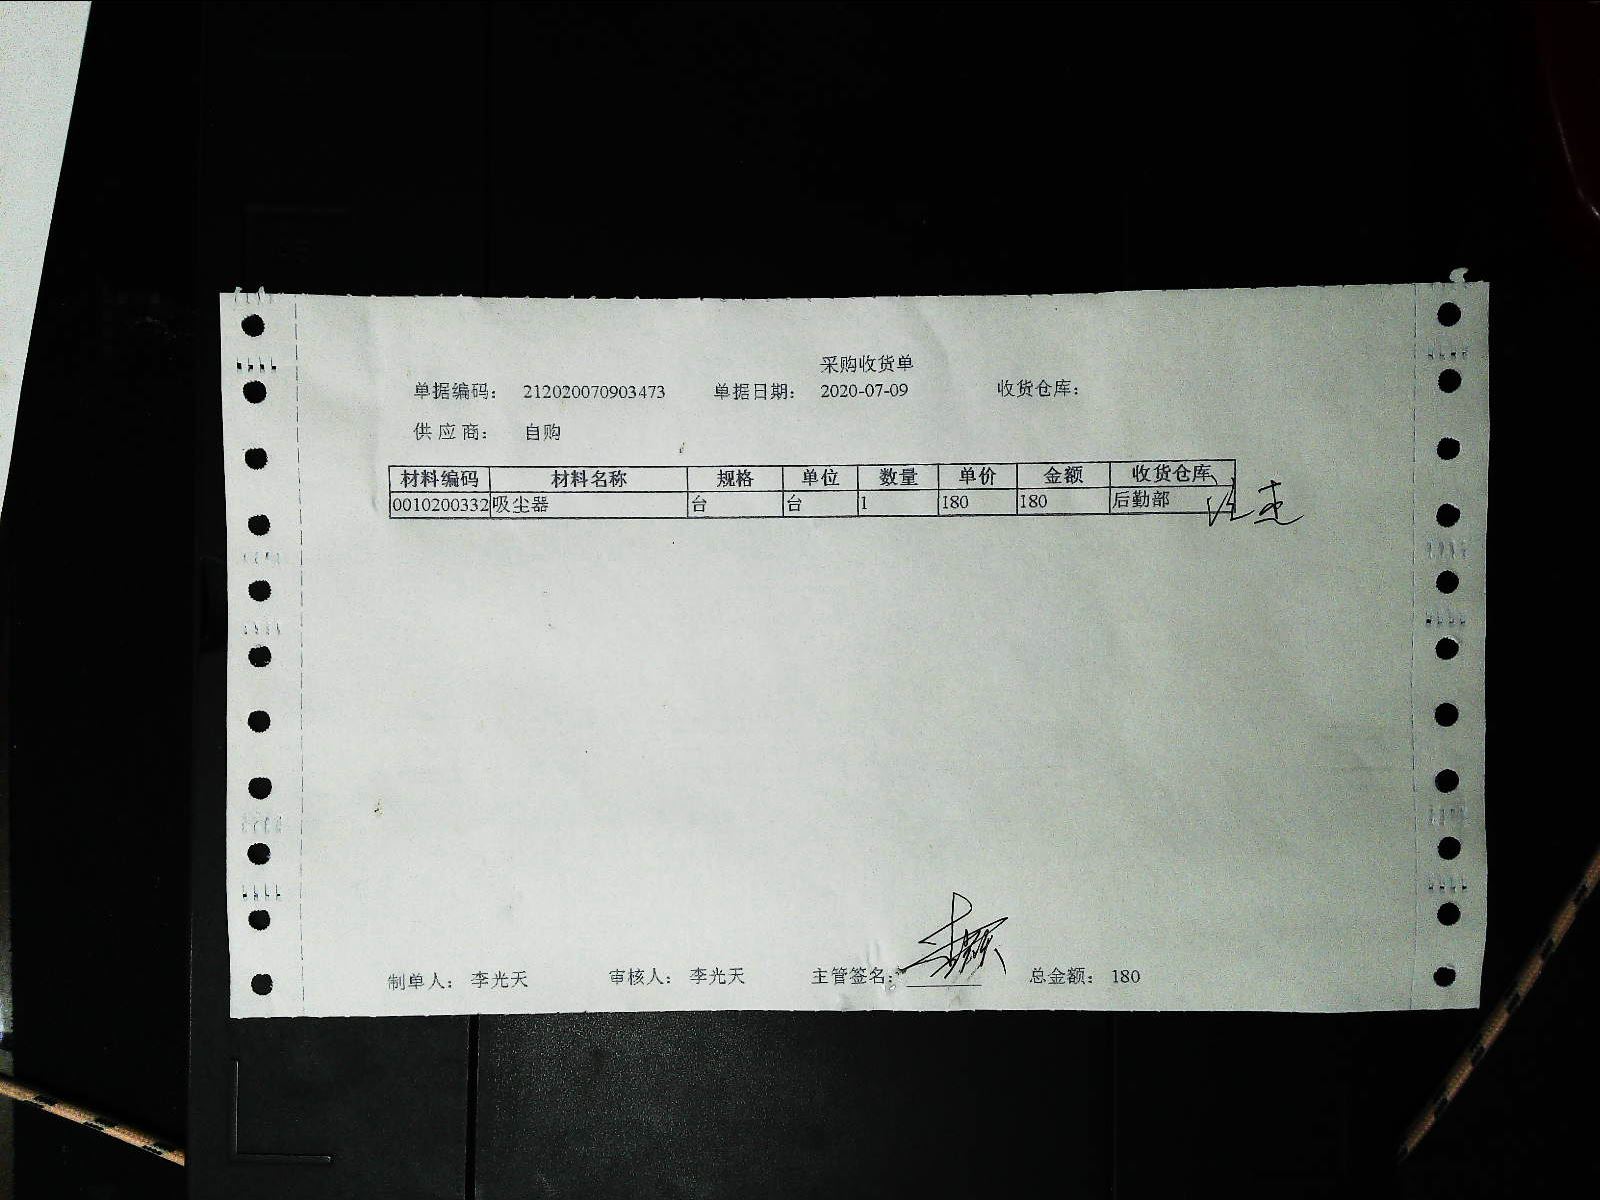 采购收货单
单据编码： 212020070903473 单据日期： 2020-07-09 收货仓库：
供 应 商： 自购
材料编码 材料名称 规格 单位 数量 单价 金额 收货仓库
0010200332 吸尘器 台 台 1 180 180 后勤部
制单人： 李光天 审核人： 李光天 主管签名： 总金额： 180